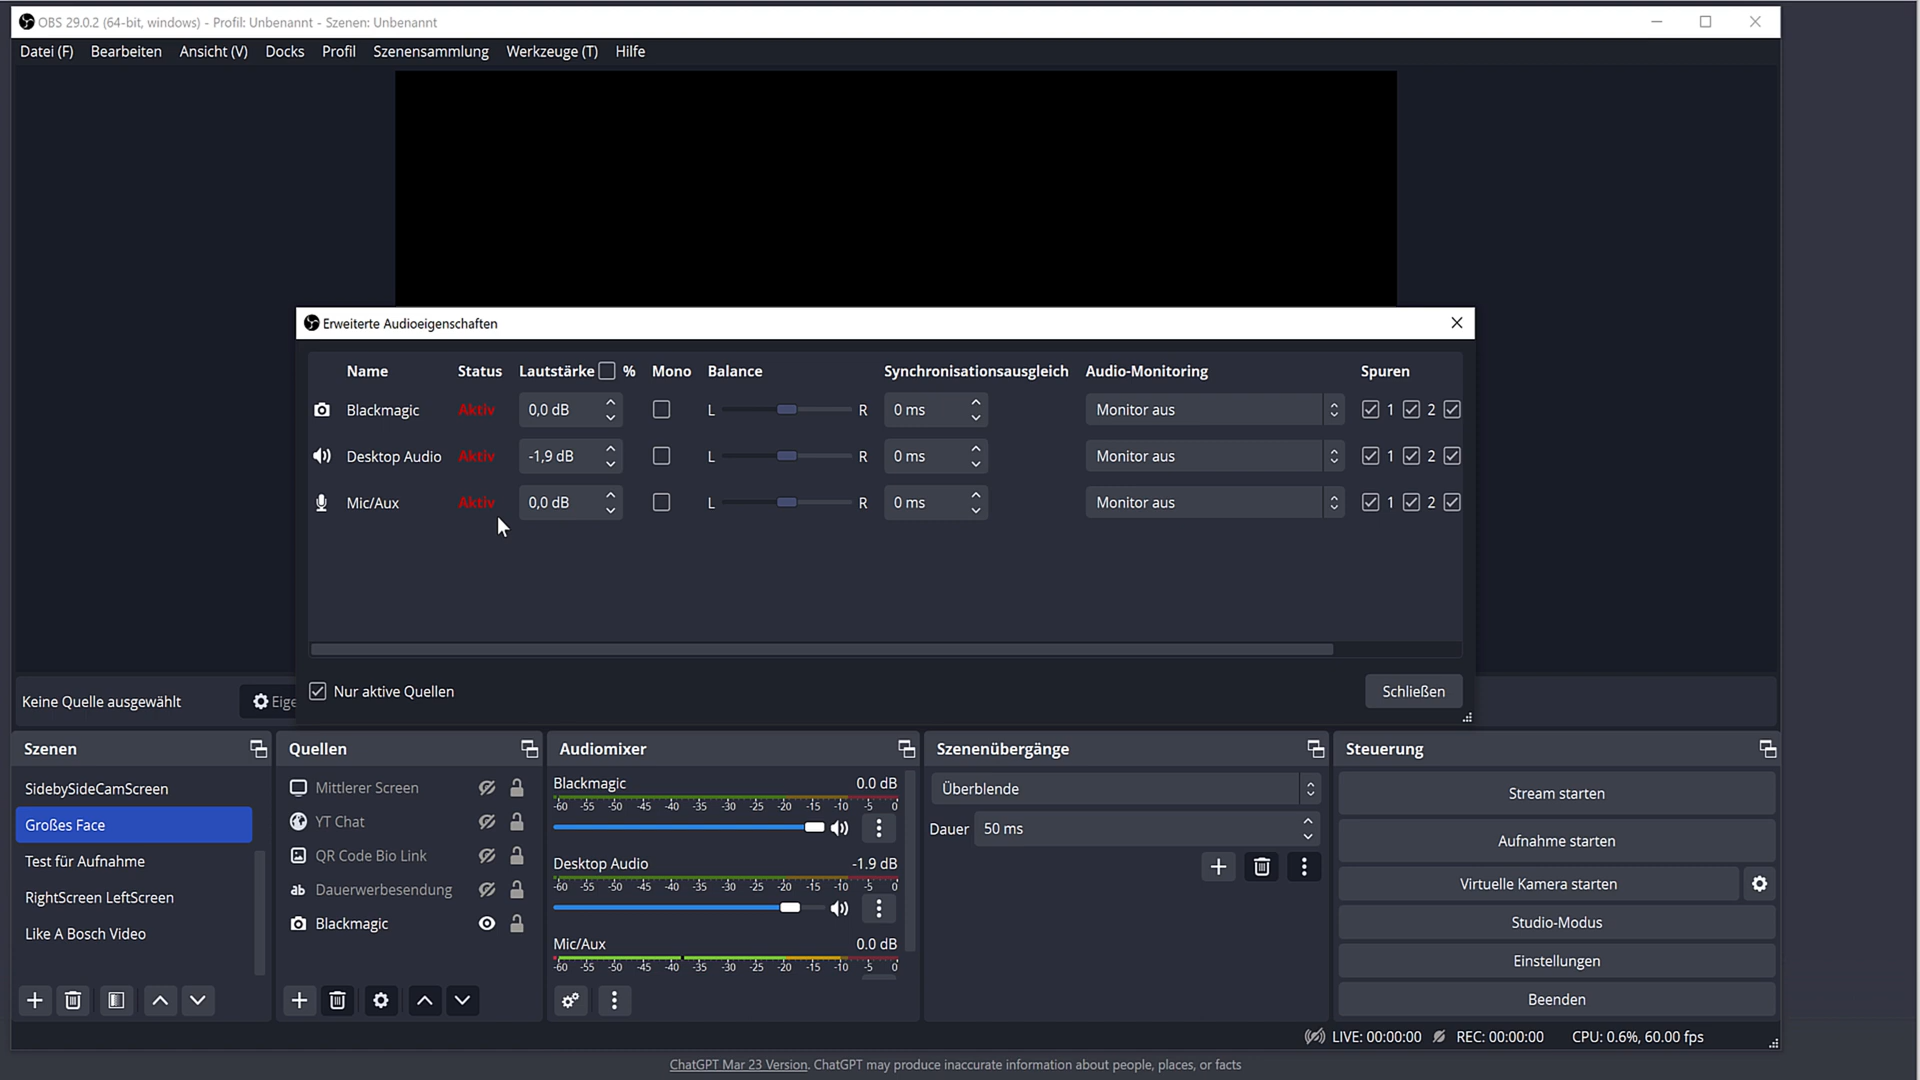 OBS 29.0.2 (64-bit, windows) - Profil: Unbenannt - Szenen: Unbenannt
Datei (F) Bearbeiten Ansicht (V) Docks Profil Szenensammlung Werkzeuge (T) Hilfe
Erweiterte Audioeigenschaften
Name Status Lautstärke % Mono Balance Synchronisationsausgleich Audio-Monitoring Spuren
Blackmagic Aktiv 0,0 dB L R 0 ms Monitor aus 1 2
Desktop Audio Aktiv -1,9 dB L R 0 ms Monitor aus 1 2
Mic/Aux Aktiv 0,0 dB L R 0 ms Monitor aus 1 2
Nur aktive Quellen Schließen
Keine Quelle ausgewählt Eige
Szenen
SidebySideCamScreen
Großes Face
Test für Aufnahme
RightScreen LeftScreen
Like A Bosch Video
Quellen
Mittlerer Screen
YT Chat
QR Code Bio Link
ab Dauerwerbesendung
Blackmagic
Audiomixer
Blackmagic 0.0 dB
-60 -55 -50 -45 -40 -35 -30 -25 -20 -15 -10 -5 0
Desktop Audio -1.9 dB
-60 -55 -50 -45 -40 -35 -30 -25 -20 -15 -10 -5 0
Mic/Aux 0.0 dB
-60 -55 -50 -45 -40 -35 -30 -25 -20 -15 -10 -5 0
Szenenübergänge
Überblende
Dauer 50 ms
Steuerung
Stream starten
Aufnahme starten
Virtuelle Kamera starten
Studio-Modus
Einstellungen
Beenden
LIVE: 00:00:00 REC: 00:00:00 CPU: 0.6%, 60.00 fps
ChatGPT Mar 23 Version. ChatGPT may produce inaccurate information about people, places, or facts